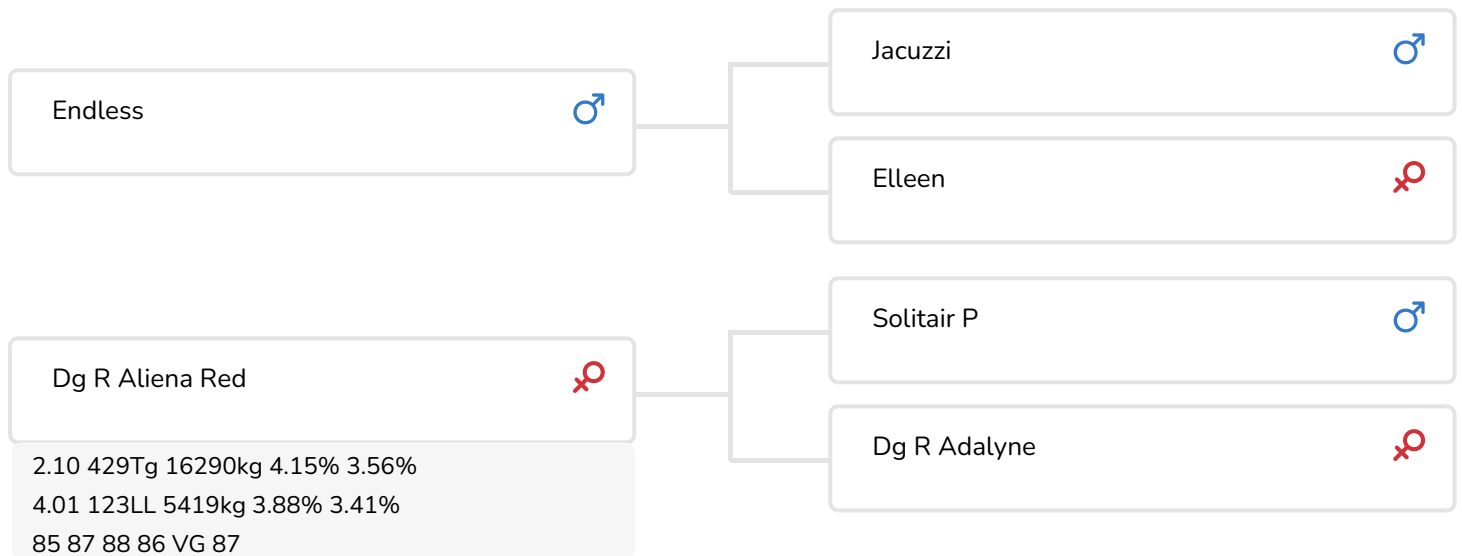 Endless
Jacuzzi
Elleen
Dg R Aliena Red
2.10 429Tg 16290kg 4.15% 3.56%
4.01 123LL 5419kg 3.88% 3.41%
85 87 88 86 VG 87
Solitair P
Dg R Adalyne